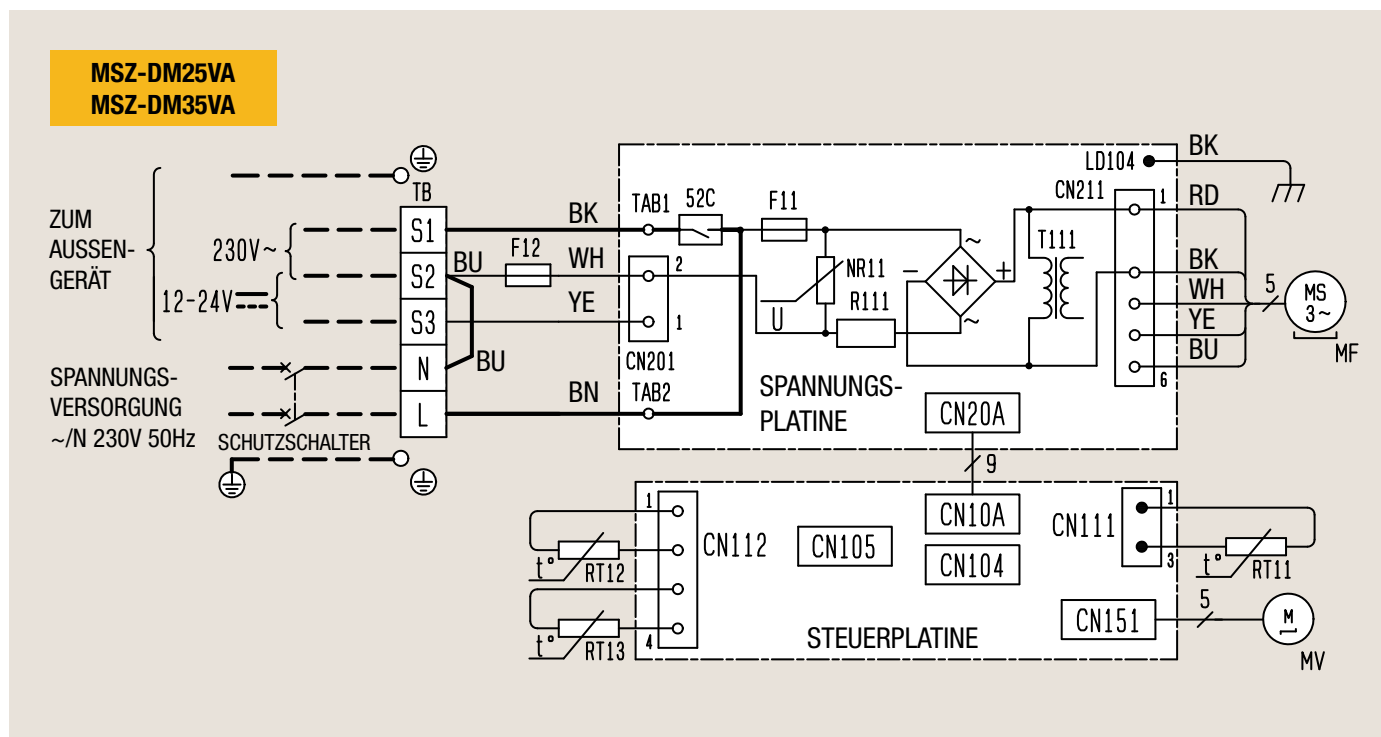 MSZ-DM25VA
MSZ-DM35VA
ZUM
AUSSEN-
GERÄT
230V~
12-24V
TB
S1
S2
S3
N
L
SPANNUNGS-
VERSORGUNG
~/N 230V 50Hz
SCHUTZSCHALTER
BK
BU
F12
WH
YE
BU
BN
TAB1
52C
F11
2
1
CN201
TAB2
NR11
U
R111
~
-
+
~
T111
LD104
CN211
1
6
SPANNUNGS-
PLATINE
CN20A
9
BK
RD
BK
WH
YE
BU
5
MS
3~
MF
1
4
CN112
t°
RT12
t°
RT13
CN105
CN10A
CN104
CN111
1
3
t°
RT11
CN151
5
M
MV
STEUERPLATINE